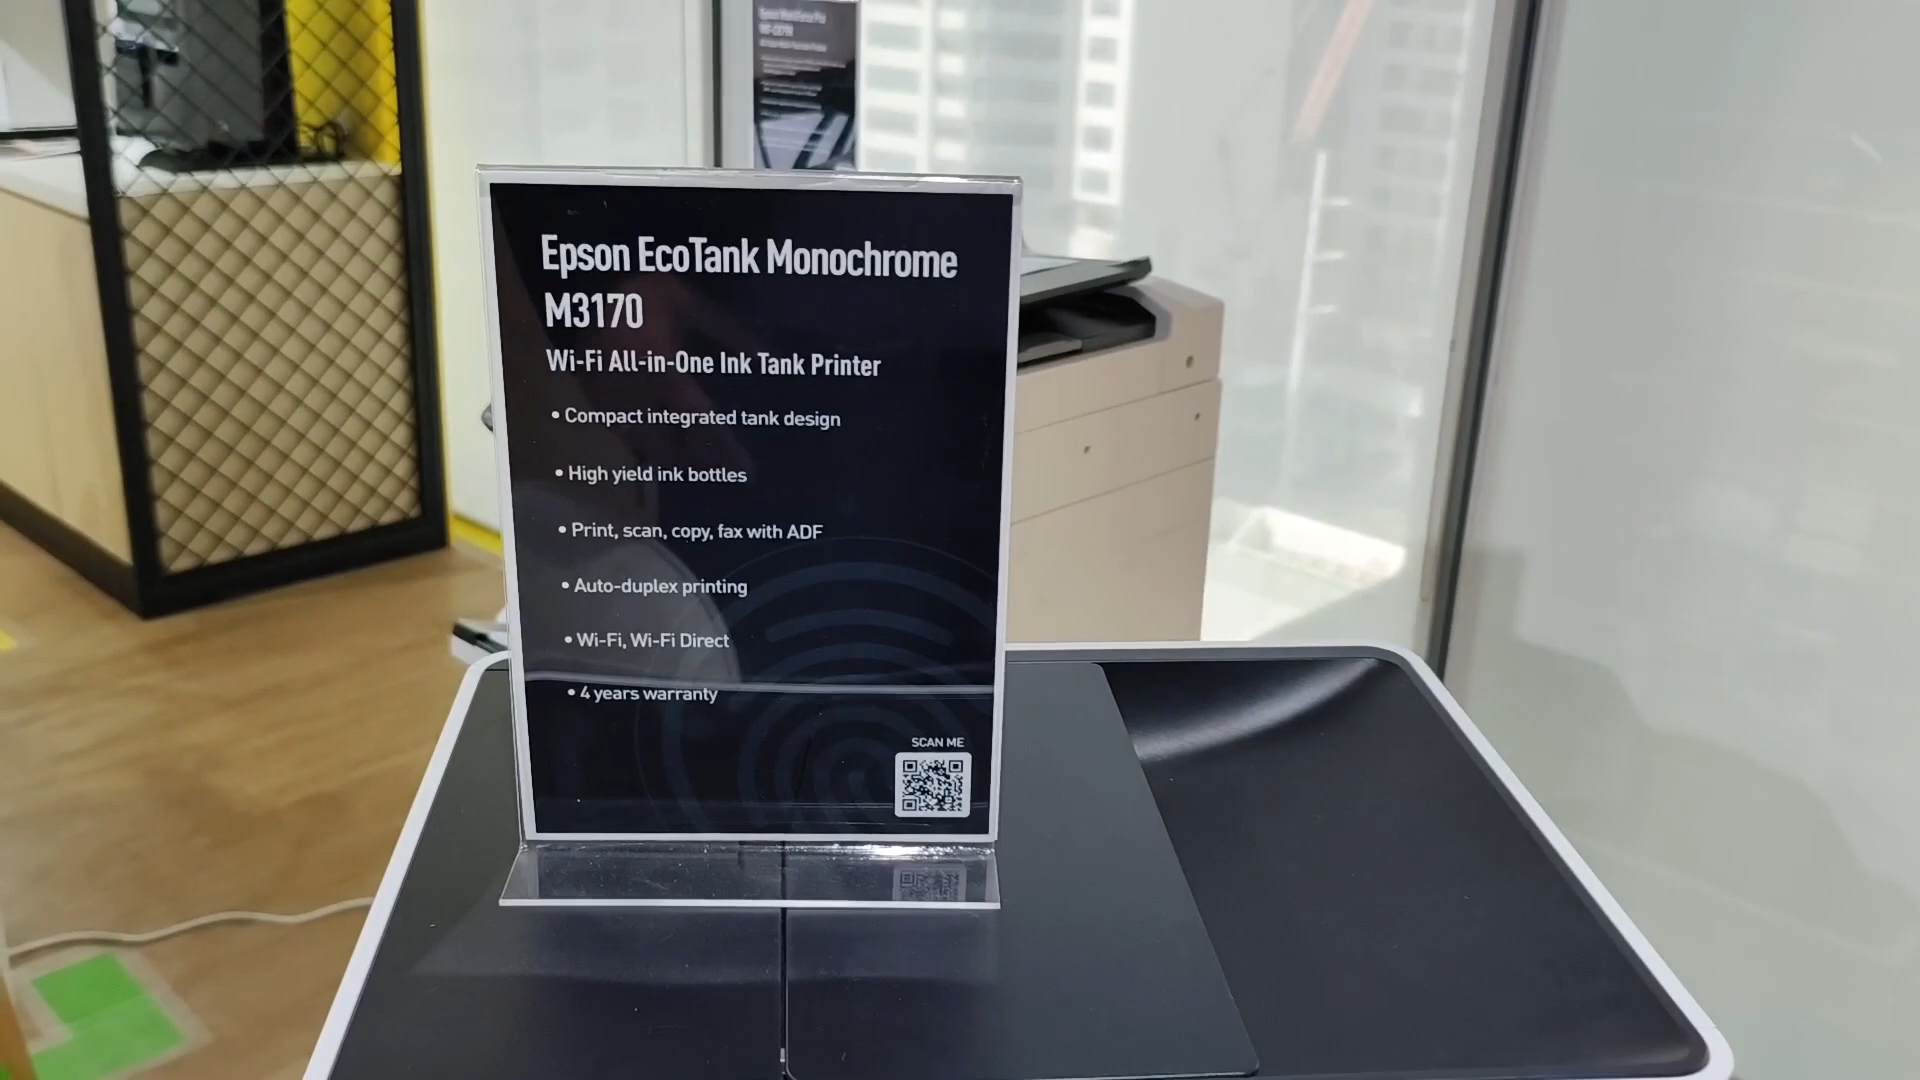 Epson EcoTank Monochrome
M3170
Wi-Fi All-in-One Ink Tank Printer
• Compact integrated tank design
• High yield ink bottles
• Print, scan, copy, fax with ADF
• Auto-duplex printing
• Wi-Fi, Wi-Fi Direct
• 4 years warranty
SCAN ME